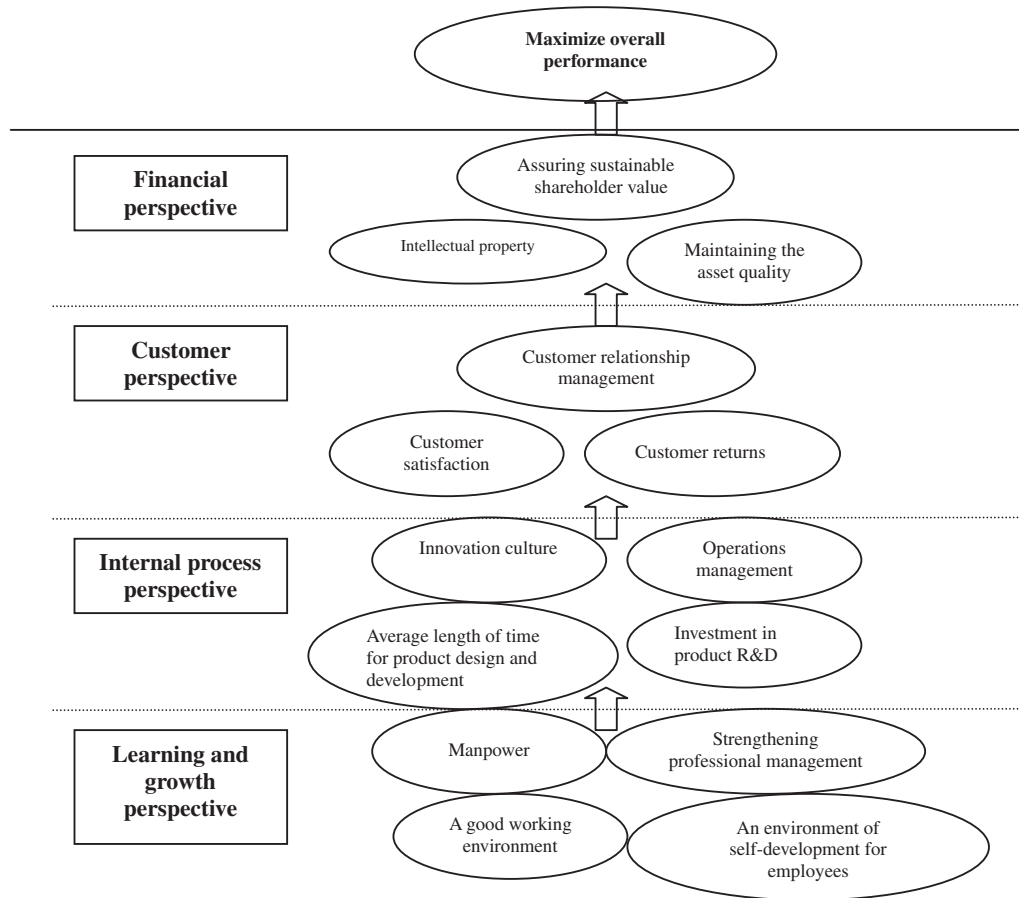 Maximize overall
performance
Financial
perspective
Assuring sustainable
shareholder value
Intellectual property
Maintaining the
asset quality
Customer
perspective
Customer relationship
management
Customer
satisfaction
Customer returns
Internal process
perspective
Innovation culture
Operations
management
Average length of time
for product design and
development
Investment in
product R&D
Learning and
growth
perspective
Manpower
Strengthening
professional management
A good working
environment
An environment of
self-development for
employees